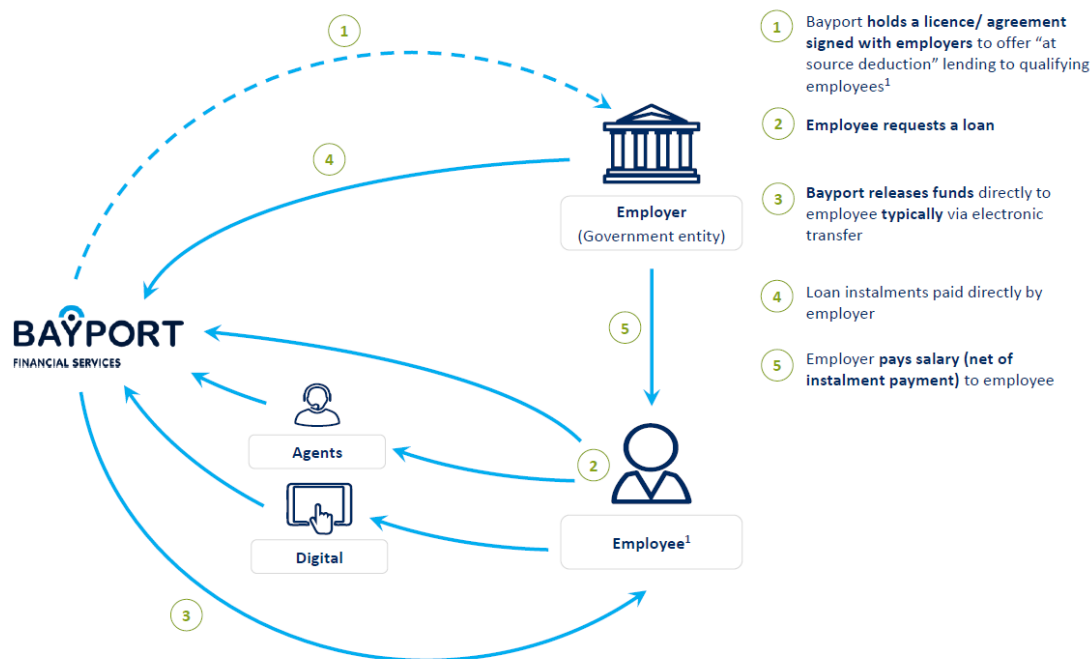 1
Bayport holds a licence/ agreement
signed with employers to offer “at
source deduction” lending to qualifying
employees1
2
Employee requests a loan
3
Bayport releases funds directly to
employee typically via electronic
transfer
4
Loan instalments paid directly by
employer
5
Employer pays salary (net of
instalment payment) to employee
1
4
Employer
(Government entity)
5
BAYPORT
FINANCIAL SERVICES
Agents
2
Digital
Employee1
3